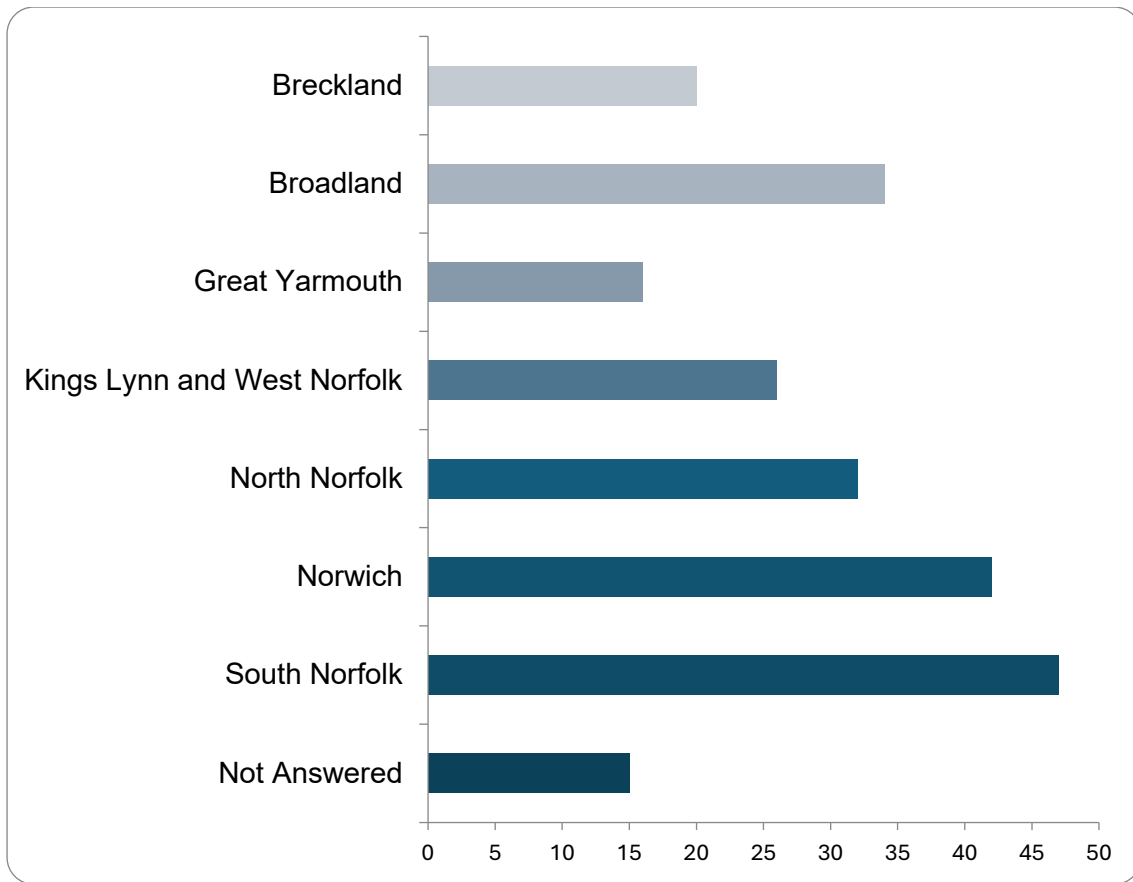 Breckland
Broadland
Great Yarmouth
Kings Lynn and West Norfolk
North Norfolk
Norwich
South Norfolk
Not Answered
0 5 10 15 20 25 30 35 40 45 50